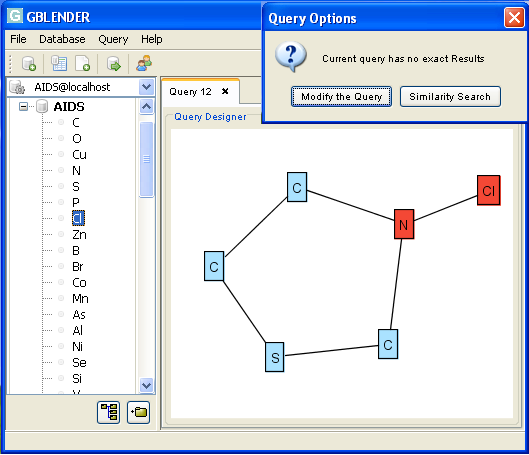 GBLENDER
File Database Query Help
AIDS@localhost
AIDS
C
O
Cu
N
S
P
Cl
Zn
B
Br
Co
Mn
As
Al
Ni
Se
Si
Query 12
Query Designer
C
Cl
N
C
C
S
Query Options
Current query has no exact Results
Modify the Query
Similarity Search